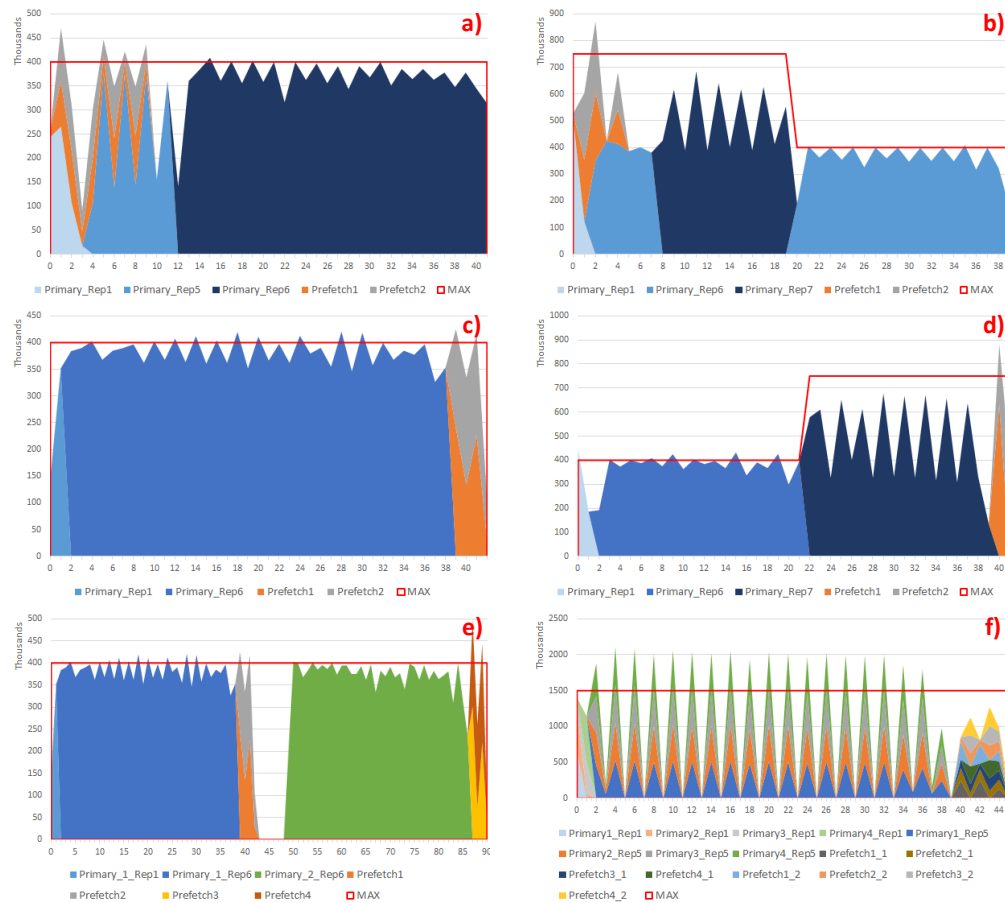 a)
Thousands
500
450
400
350
300
250
200
150
100
50
0
0 2 4 6 8 10 12 14 16 18 20 22 24 26 28 30 32 34 36 38 40
Primary_Rep1 Primary_Rep5 Primary_Rep6 Prefetch1 Prefetch2 MAX
b)
Thousands
900
800
700
600
500
400
300
200
100
0
0 2 4 6 8 10 12 14 16 18 20 22 24 26 28 30 32 34 36 38
Primary_Rep1 Primary_Rep6 Primary_Rep7 Prefetch1 Prefetch2 MAX
c)
Thousands
450
400
350
300
250
200
150
100
50
0
0 2 4 6 8 10 12 14 16 18 20 22 24 26 28 30 32 34 36 38 40
Primary_Rep1 Primary_Rep6 Prefetch1 Prefetch2 MAX
d)
Thousands
1000
900
800
700
600
500
400
300
200
100
0
0 2 4 6 8 10 12 14 16 18 20 22 24 26 28 30 32 34 36 38 40
Primary_Rep1 Primary_Rep6 Primary_Rep7 Prefetch1 Prefetch2 MAX
e)
Thousands
500
450
400
350
300
250
200
150
100
50
0
0 5 10 15 20 25 30 35 40 45 50 55 60 65 70 75 80 85 90
Primary_1_Rep1 Primary_1_Rep6 Primary_2_Rep6 Prefetch1
Prefetch2 Prefetch3 Prefetch4 MAX
f)
Thousands
2500
2000
1500
1000
500
0
0 2 4 6 8 10 12 14 16 18 20 22 24 26 28 30 32 34 36 38 40 42 44
Primary1_Rep1 Primary2_Rep1 Primary3_Rep1 Primary4_Rep1 Primary1_Rep5
Primary2_Rep5 Primary3_Rep5 Primary4_Rep5 Prefetch1_1 Prefetch2_1
Prefetch3_1 Prefetch4_1 Prefetch1_2 Prefetch2_2 Prefetch3_2
Prefetch4_2 MAX